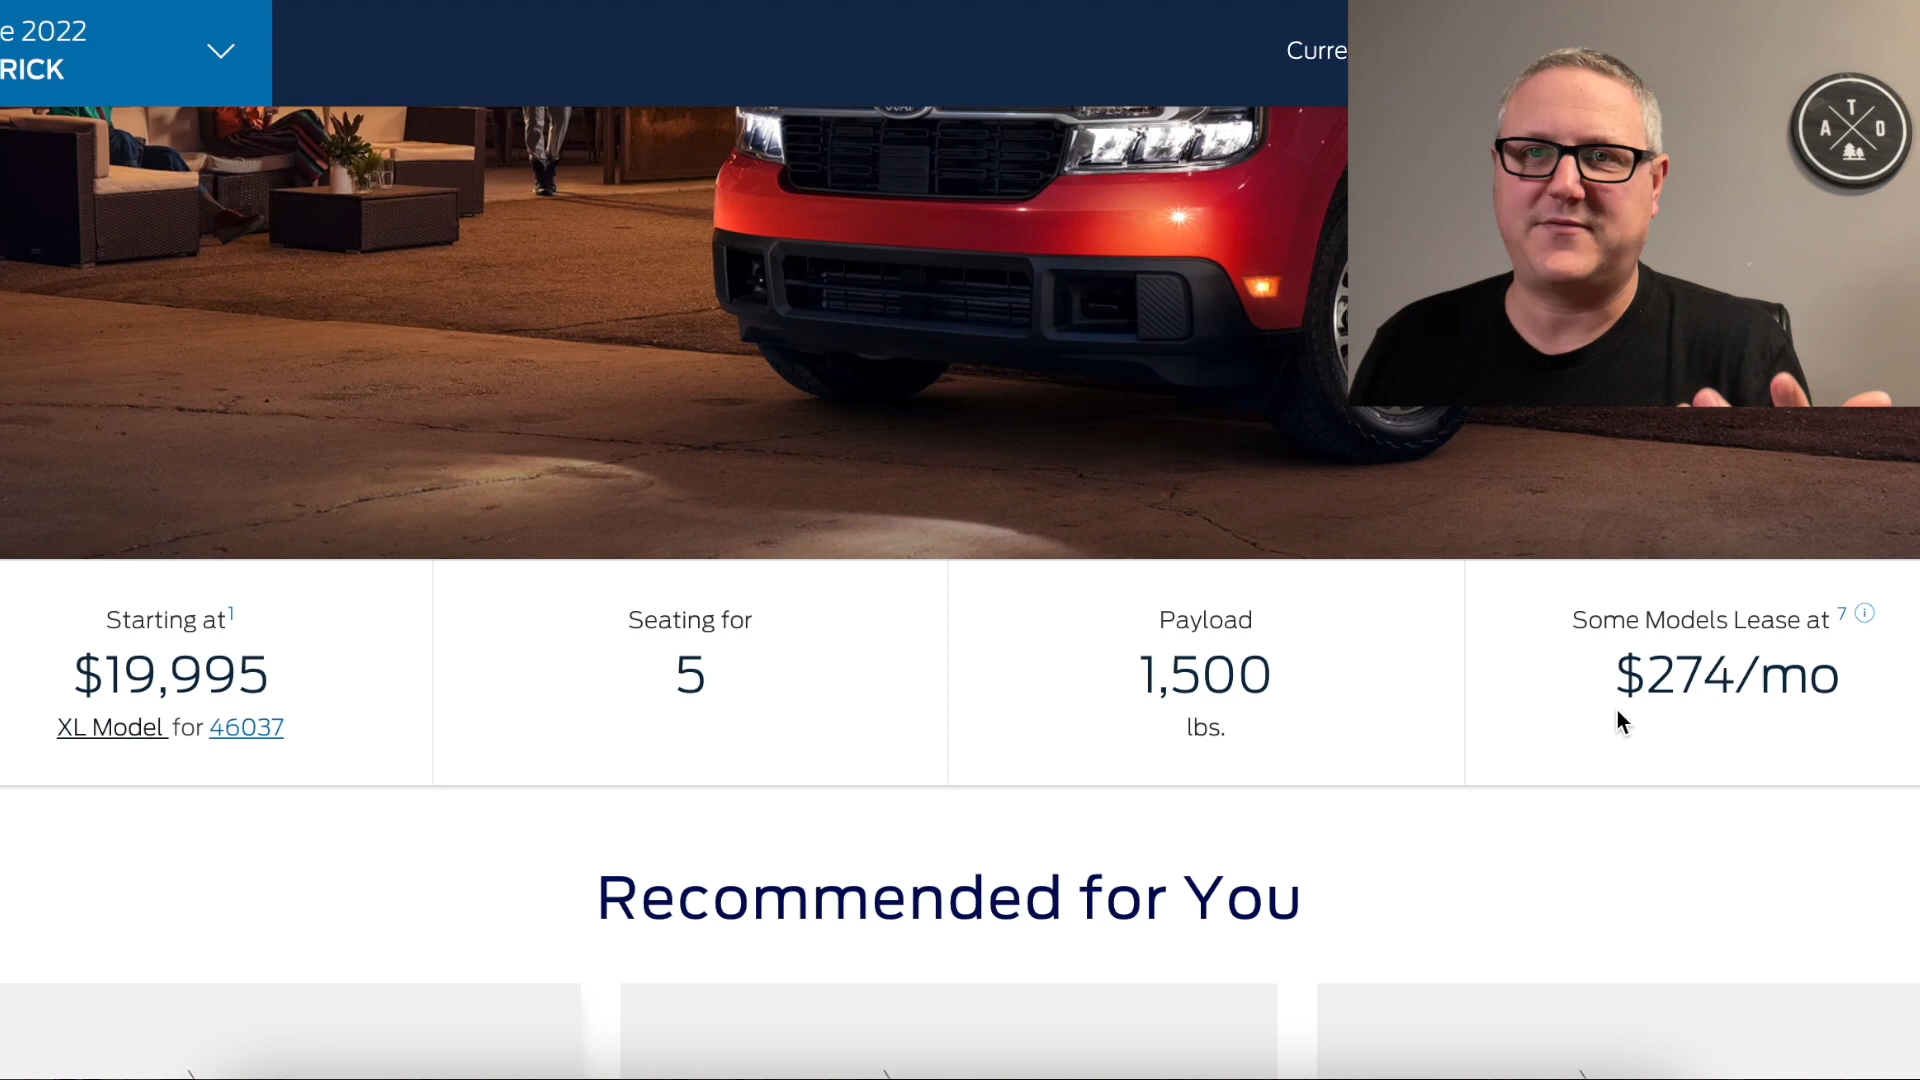 e 2022
RICK
Curre
T
A O
Starting at¹
$19,995
XL Model for 46037
Seating for
5
Payload
1,500
lbs.
Some Models Lease at ⁷ ⓘ
$274/mo
Recommended for You